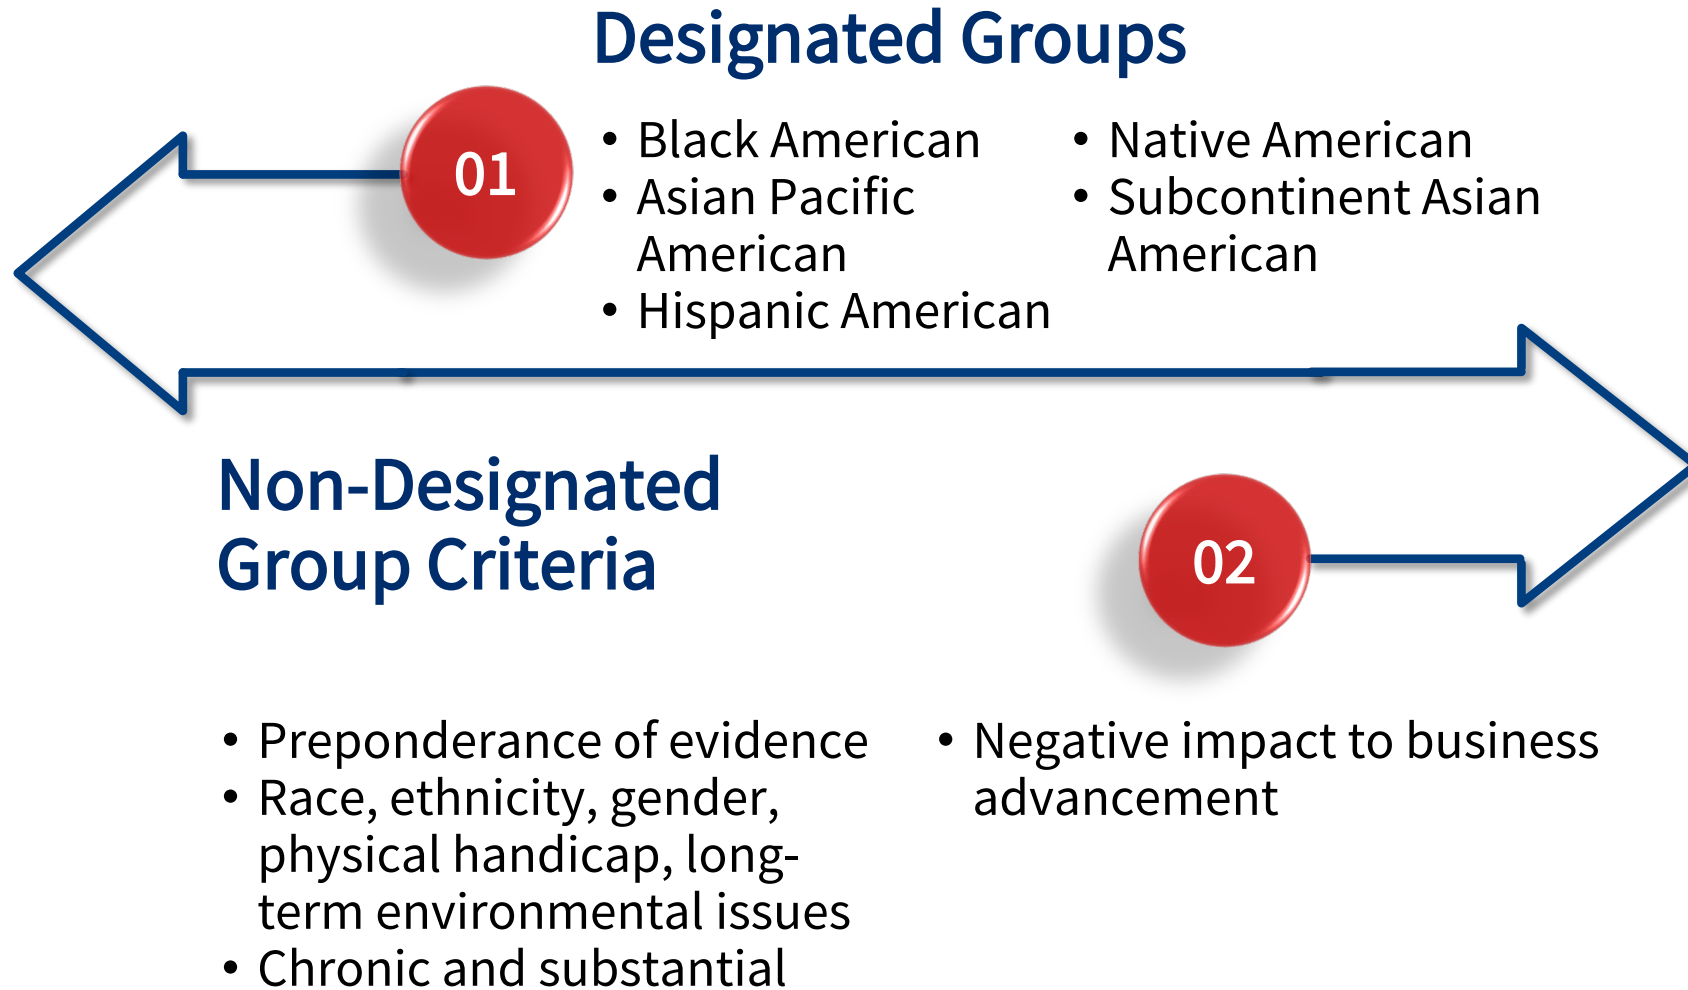 Designated Groups
01
• Black American
• Asian Pacific
American
• Hispanic American
• Native American
• Subcontinent Asian
American
Non-Designated
Group Criteria
02
• Preponderance of evidence
• Race, ethnicity, gender,
physical handicap, long-
term environmental issues
• Chronic and substantial
• Negative impact to business
advancement